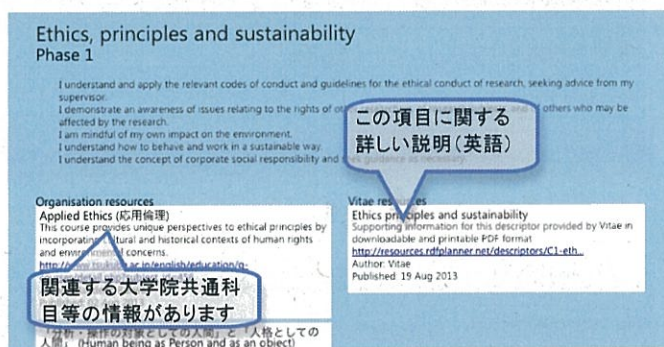 Ethics, principles and sustainability
Phase 1
I understand and apply the relevant codes of conduct and guidelines for the ethical conduct of research, seeking advice from my
supervisor.
I demonstrate an awareness of issues relating to the rights of others who may be
affected by the research.
I am mindful of my own impact on the environment.
I understand how to behave and work in a sustainable way.
I understand the concept of corporate social responsibility and guidance as necessary.
この項目に関する
詳しい説明(英語)
Organisation resources
Applied Ethics (応用倫理)
This course provides unique perspectives to ethical principles by
incorporating cultural and historical contexts of human rights
and environmental concerns.
関連する大学院共通科
目等の情報があります
「分析・操作の対象としての人間」と「人格としての
人間」 (Human being as Person and as an object)
Vitae resources
Ethics principles and sustainability
Supporting information for this descriptor provided by Vitae in
downloadable and printable PDF format
http://resources.rdfplanner.net/descriptors/C1-eth...
Author: Vitae
Published: 19 Aug 2013